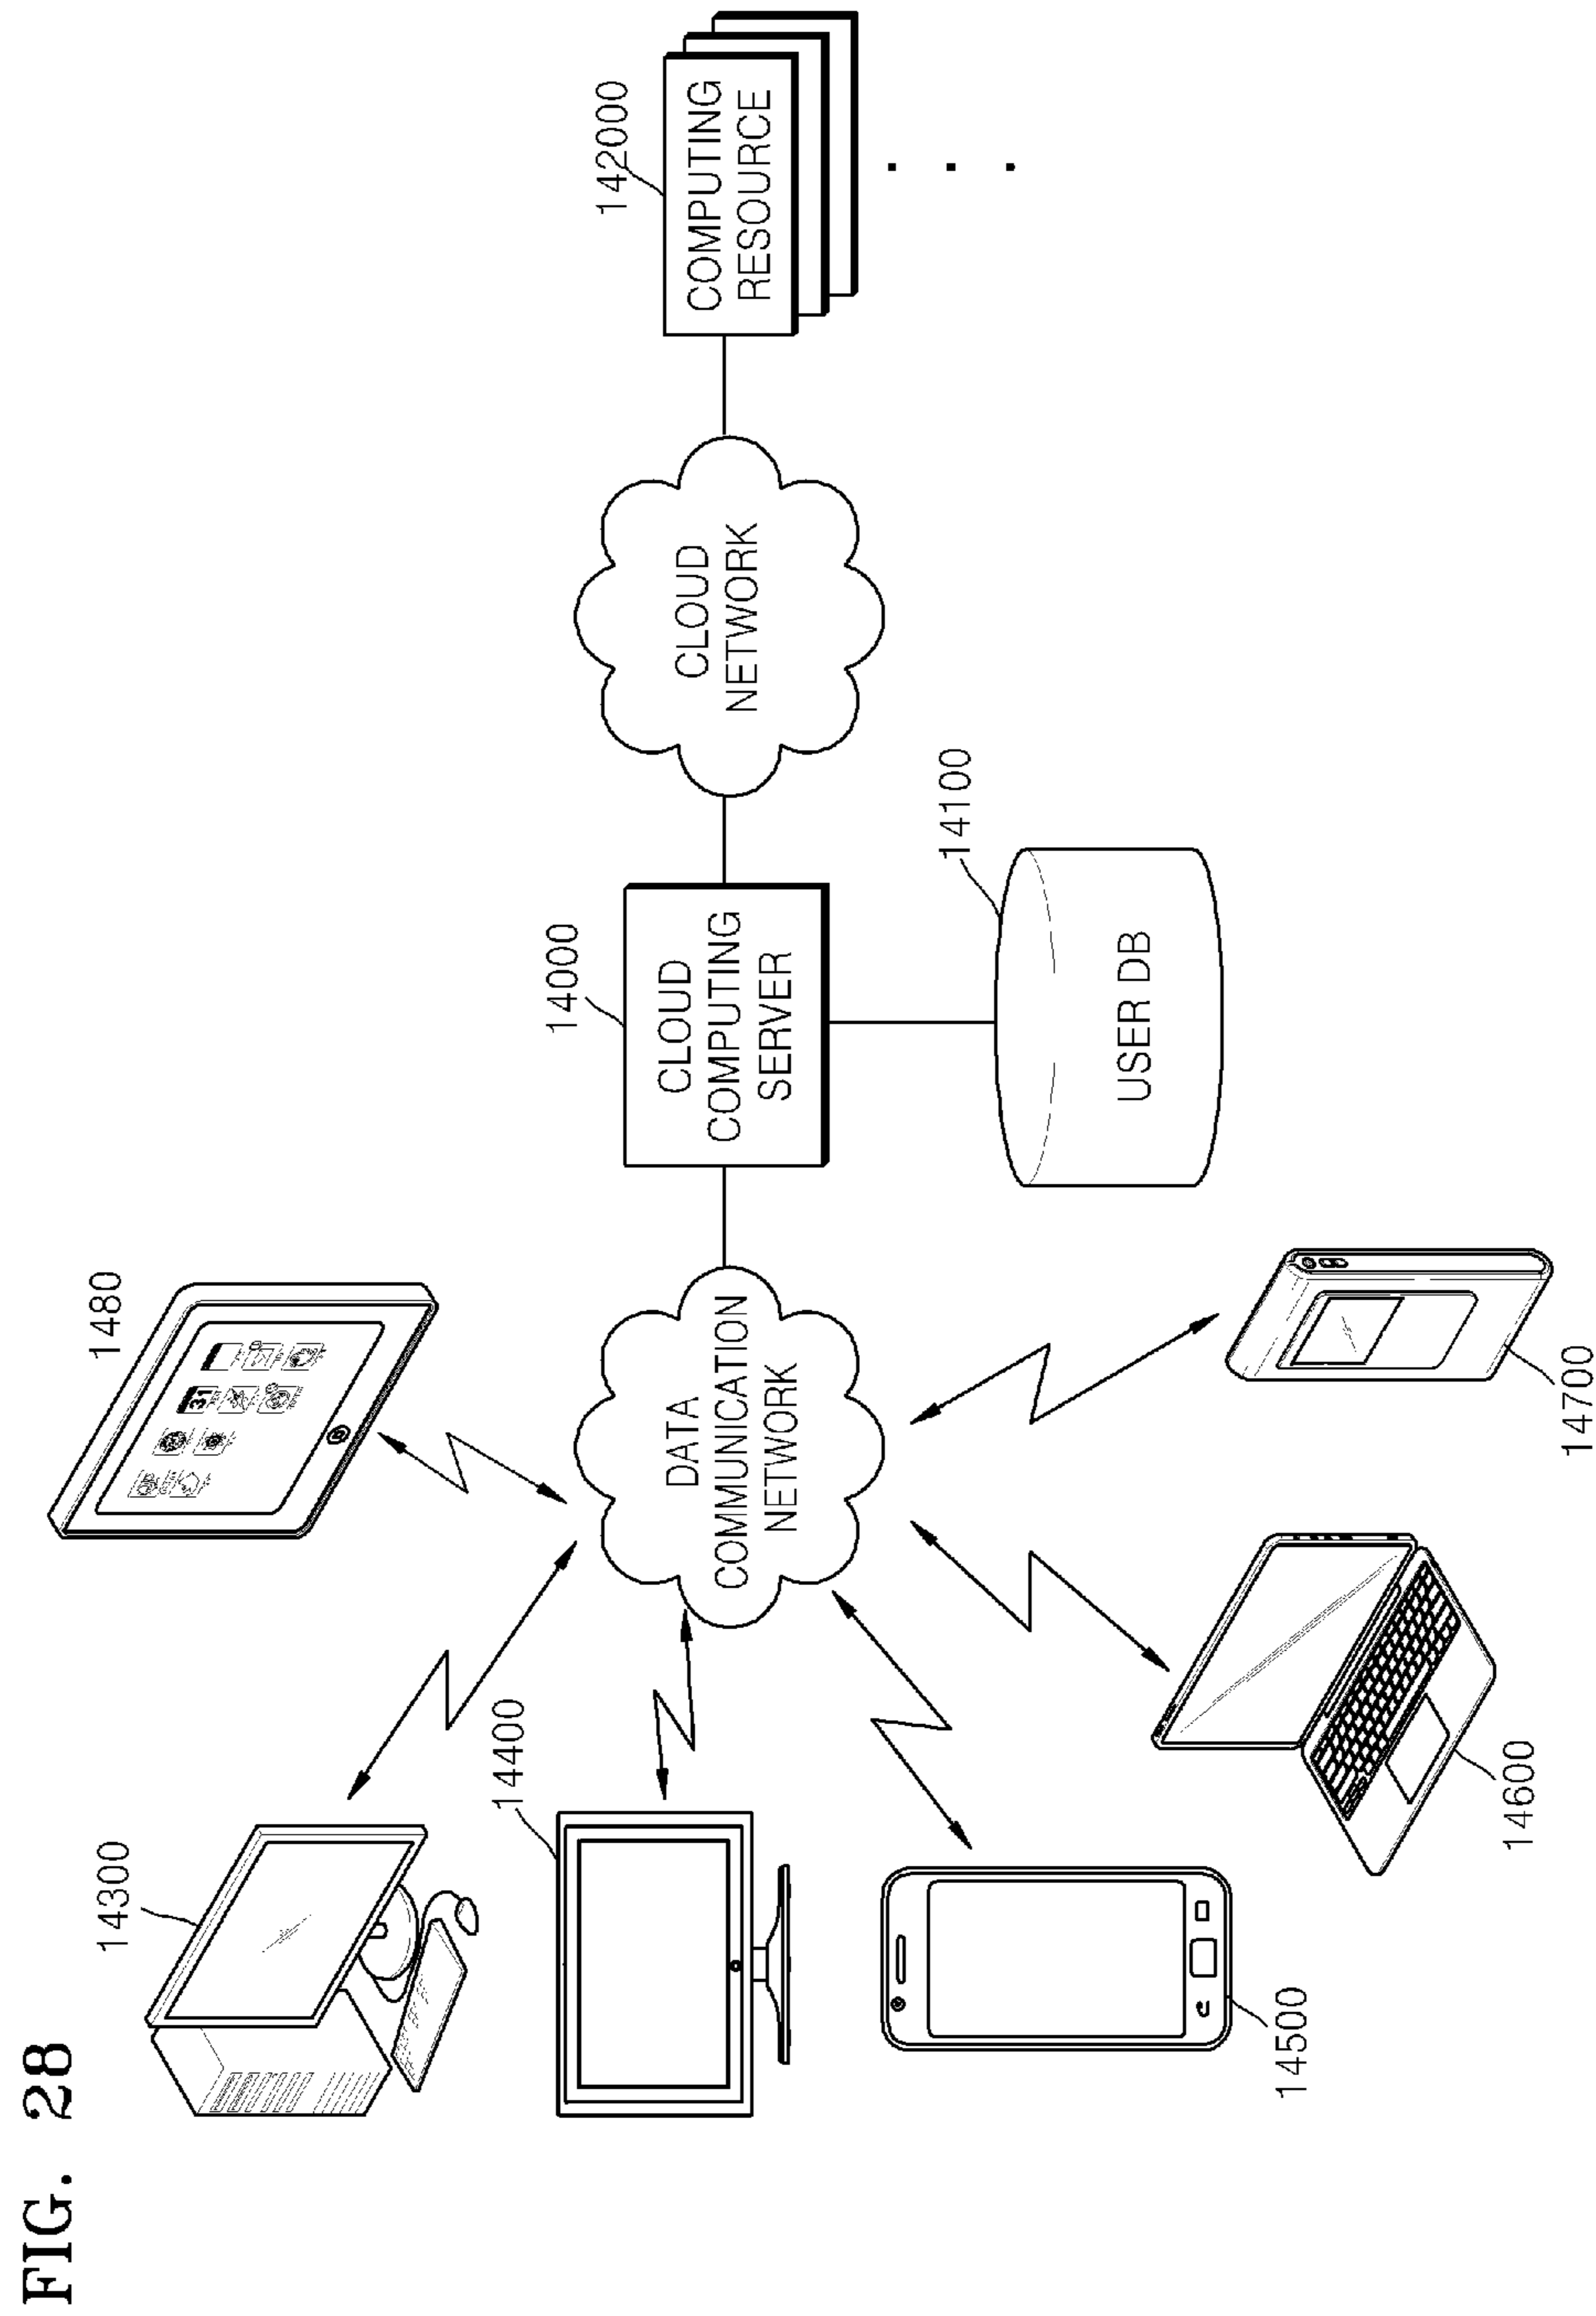 FIG. 28
14300
1480
14400
14000
142000
CLOUD
COMPUTING
SERVER
CLOUD
NETWORK
COMPUTING
RESOURCE
DATA
COMMUNICATION
NETWORK
14100
USER DB
14500
14600
14700
31